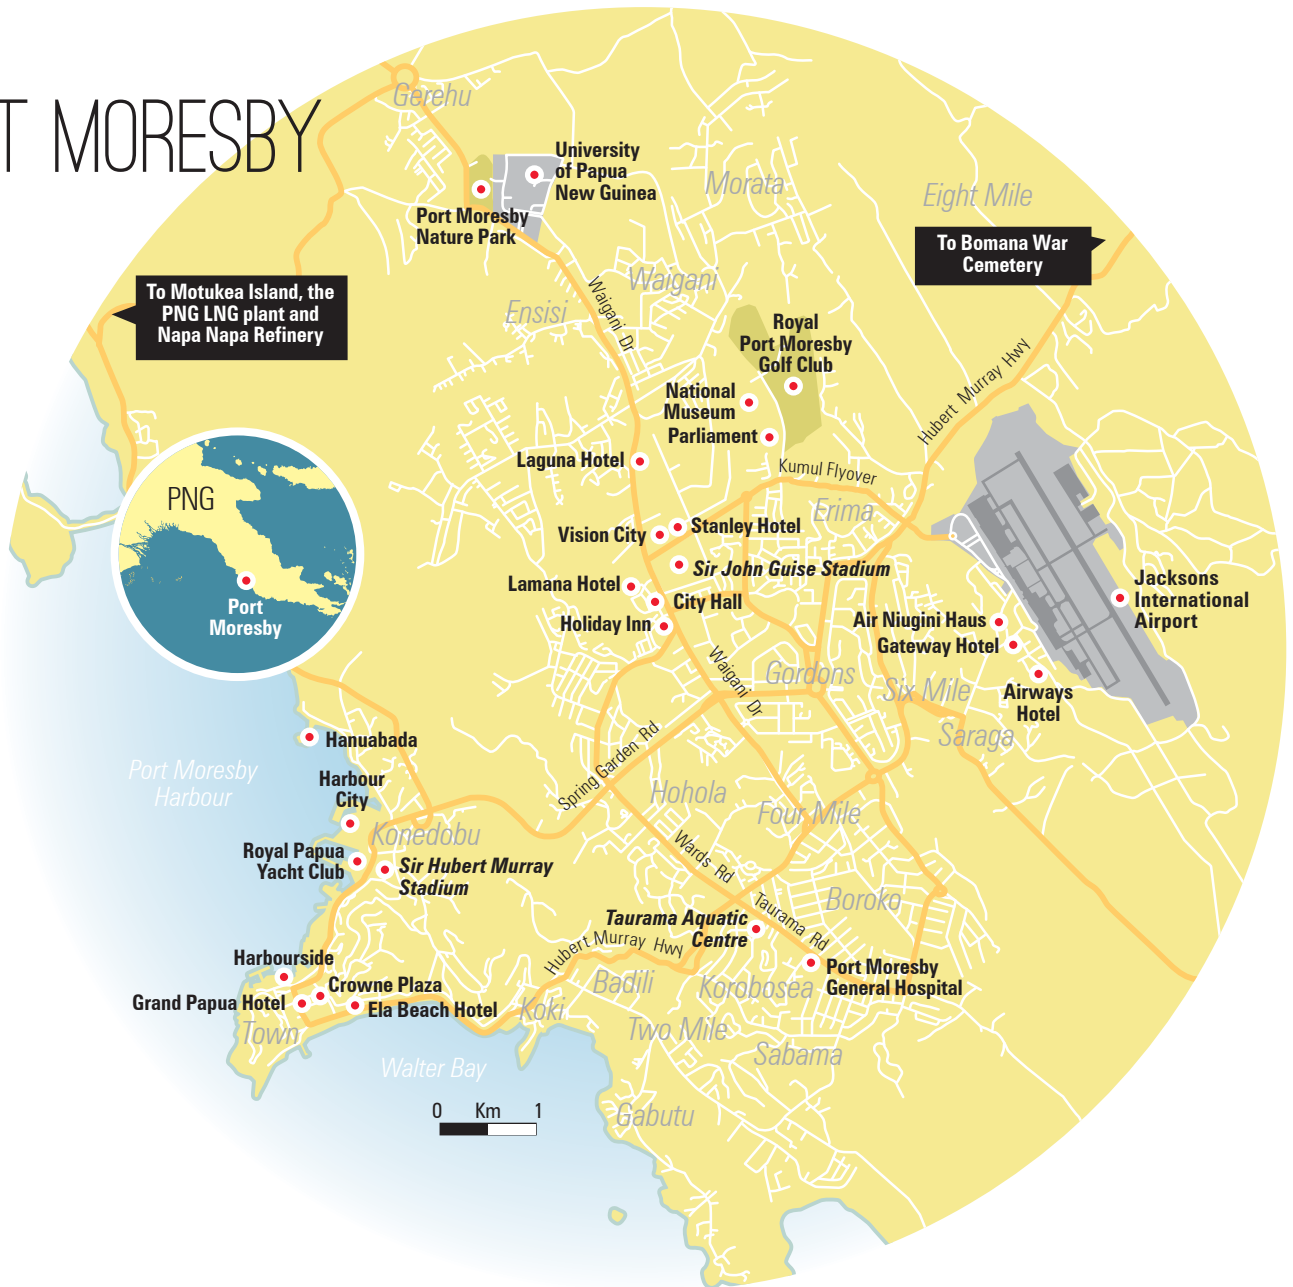 T MORESBY
Gerehu
University
of Papua
New Guinea
Port Moresby
Nature Park
Morata
Eight Mile
To Bomana War
Cemetery
Waigani
Ensisi
Waigani Dr
To Motukea Island, the
PNG LNG plant and
Napa Napa Refinery
Royal
Port Moresby
Golf Club
National
Museum
Parliament
Hubert Murray Hwy
Laguna Hotel
Kumul Flyover
Erima
PNG
Port
Moresby
Vision City
Stanley Hotel
Sir John Guise Stadium
Lamana Hotel
City Hall
Holiday Inn
Jacksons
International
Airport
Air Niugini Haus
Gateway Hotel
Airways
Hotel
Waigani Dr
Gordons
Six Mile
Saraga
Hanuabada
Port Moresby
Harbour
Harbour
City
Spring Garden Rd
Hohola
Four Mile
Konedobu
Royal Papua
Yacht Club
Sir Hubert Murray
Stadium
Wards Rd
Boroko
Taurama Aquatic
Centre
Taurama Rd
Hubert Murray Hwy
Harbourside
Crowne Plaza
Grand Papua Hotel
Ela Beach Hotel
Town
Koki
Badili
Korobosea
Port Moresby
General Hospital
Two Mile
Sabama
Walter Bay
0 Km 1
Gabutu